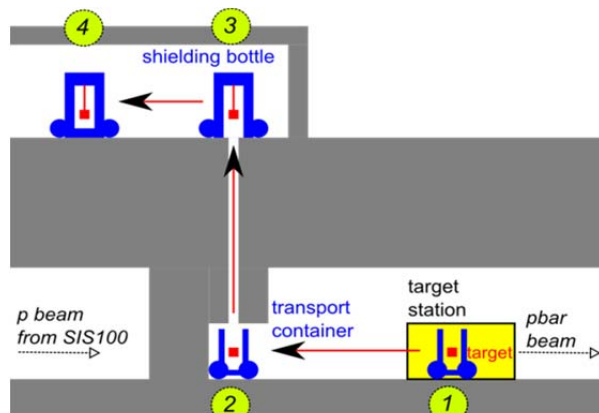 4
3
shielding bottle
p beam
from SIS100
transport
container
target
station
target
pbar
beam
2
1